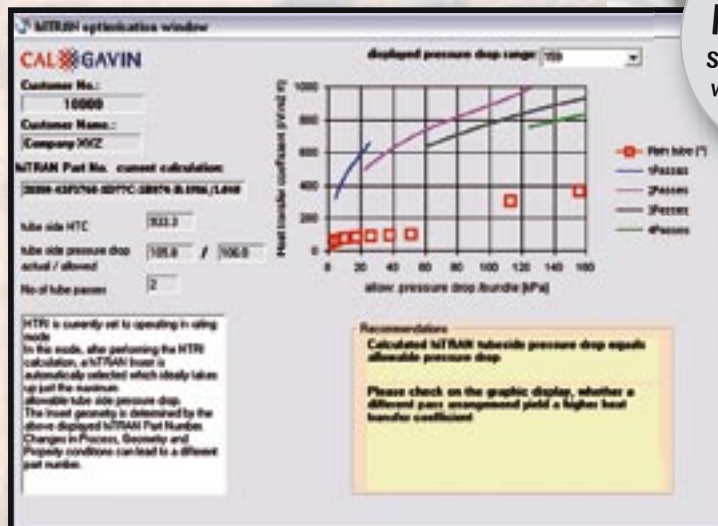 hiTRAN optimisation window
CAL GAVIN
displayed pressure drop range: 159
Customer No.:
10000
Customer Name.:
Company XYZ
hiTRAN Part No. current calculation:
tube side HTC 933.3
tube side pressure drop 105.8 / 106.0
actual / allowed
No of tube passes 2
Heat transfer coefficient
1000
800
600
400
200
0
0 20 40 60 80 100 120 140 160
allow. pressure drop /bundle [kPa]
Plain tube (*)
1Passes
2Passes
3Passes
4Passes
HTRI is currently set to operating in rating
mode
In this mode, after performing the HTRI
calculation, a hiTRAN Insert is
automatically selected which ideally takes
up just the maximum
allowable tube side pressure drop.
The Insert geometry is determined by the
above displayed hiTRAN Part Number.
Changes in Process, Geometry and
Property conditions can lead to a different
part number.
Recommendations
Calculated hiTRAN tubeside pressure drop equals
allowable pressure drop
Please check on the graphic display, whether a
different pass arrangement yield a higher heat
transfer coefficient